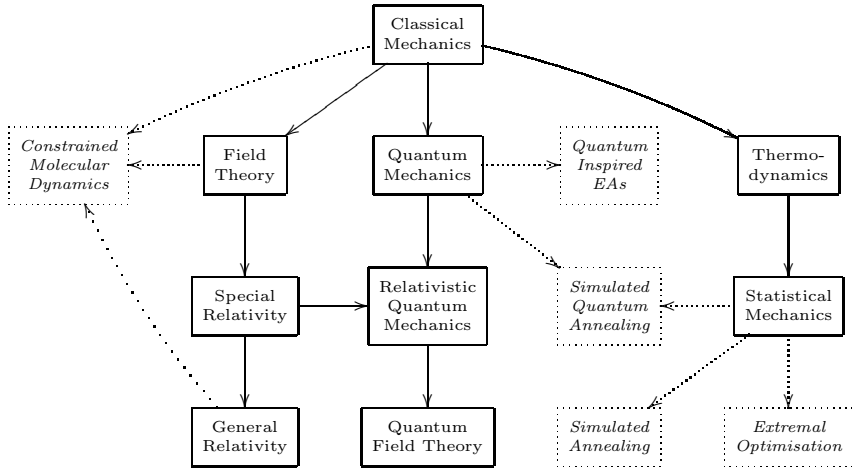 Classical
Mechanics
Constrained
Molecular
Dynamics
Field
Theory
Quantum
Mechanics
Quantum
Inspired
EAs
Thermo-
dynamics
Special
Relativity
Relativistic
Quantum
Mechanics
Simulated
Quantum
Annealing
Statistical
Mechanics
General
Relativity
Quantum
Field Theory
Simulated
Annealing
Extremal
Optimisation